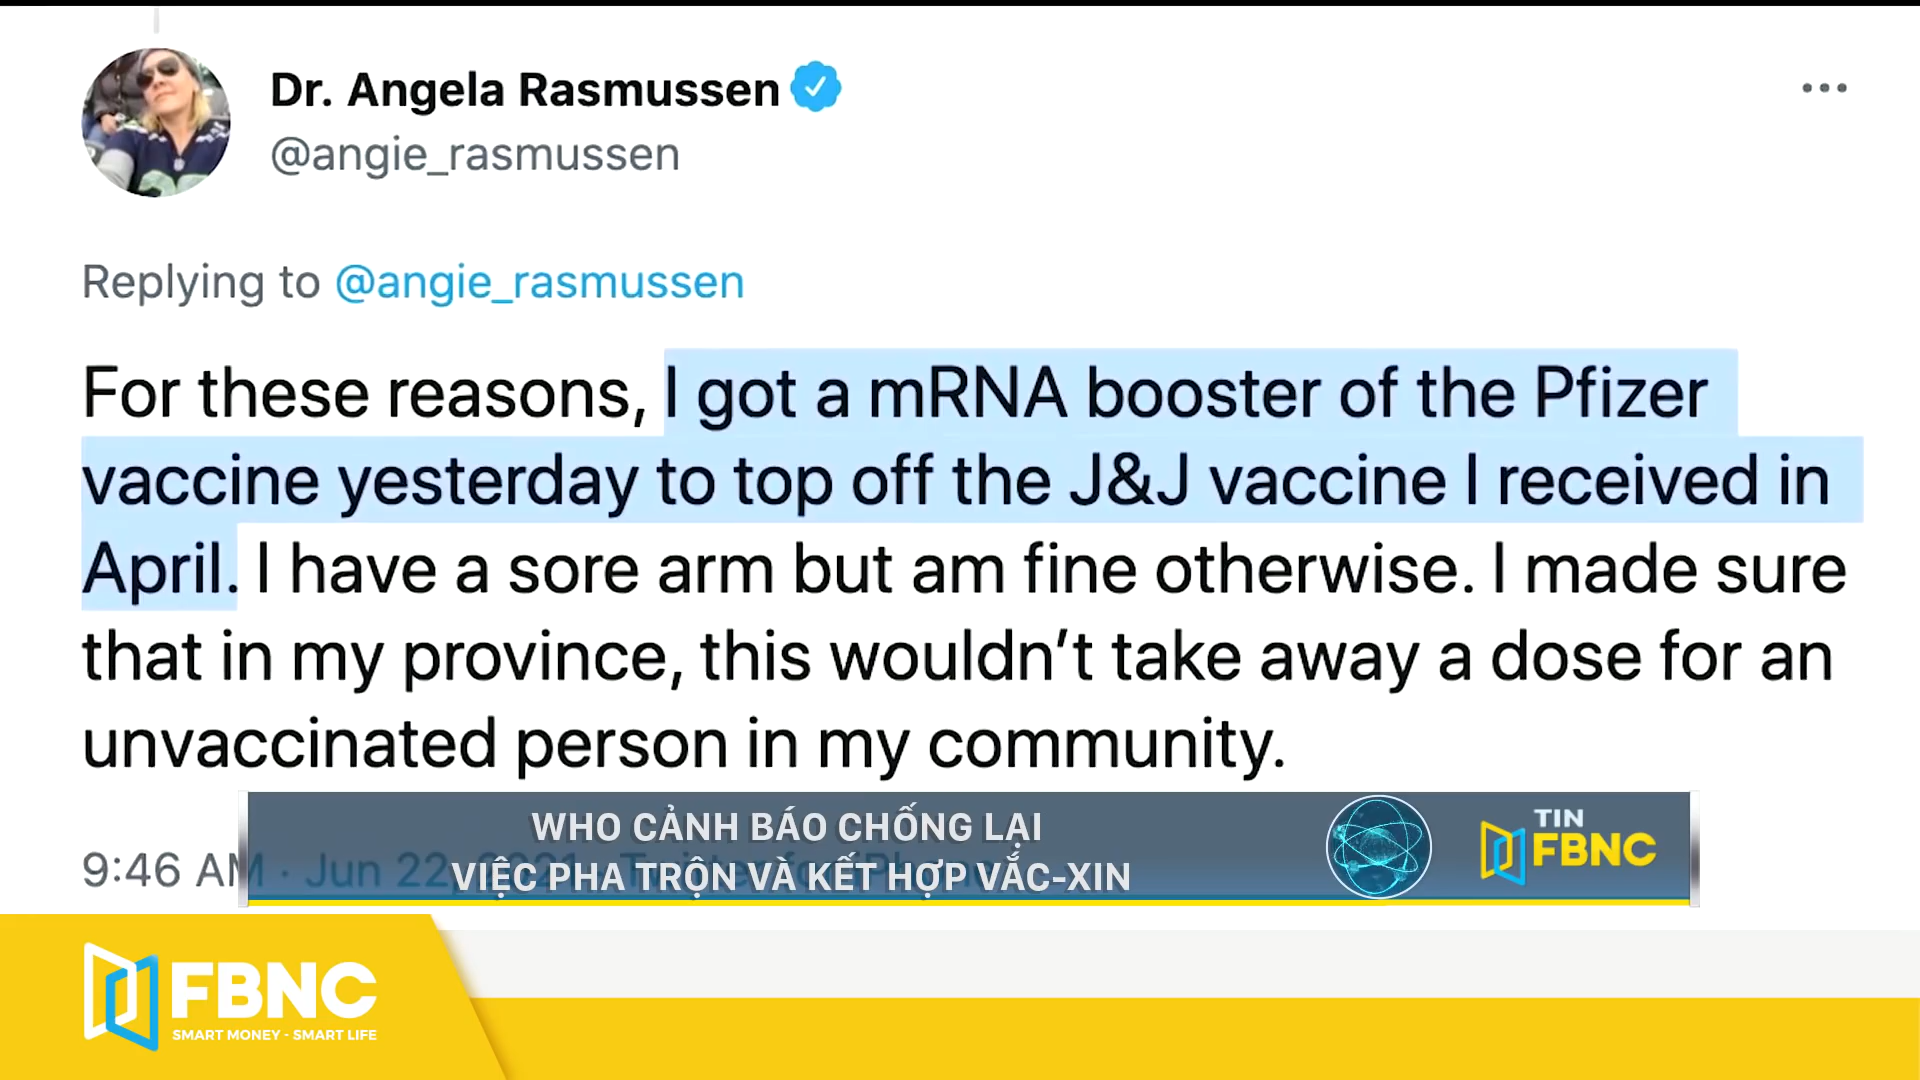 Dr. Angela Rasmussen
@angie_rasmussen
Replying to @angie_rasmussen
For these reasons, I got a mRNA booster of the Pfizer
vaccine yesterday to top off the J&J vaccine I received in
April. I have a sore arm but am fine otherwise. I made sure
that in my province, this wouldn't take away a dose for an
unvaccinated person in my community.
9:46 AM · Jun 22, 2021 · Twitter for iPhone
WHO CẢNH BÁO CHỐNG LẠI
VIỆC PHA TRỘN VÀ KẾT HỢP VẮC-XIN
TIN
FBNC
FBNC
SMART MONEY - SMART LIFE